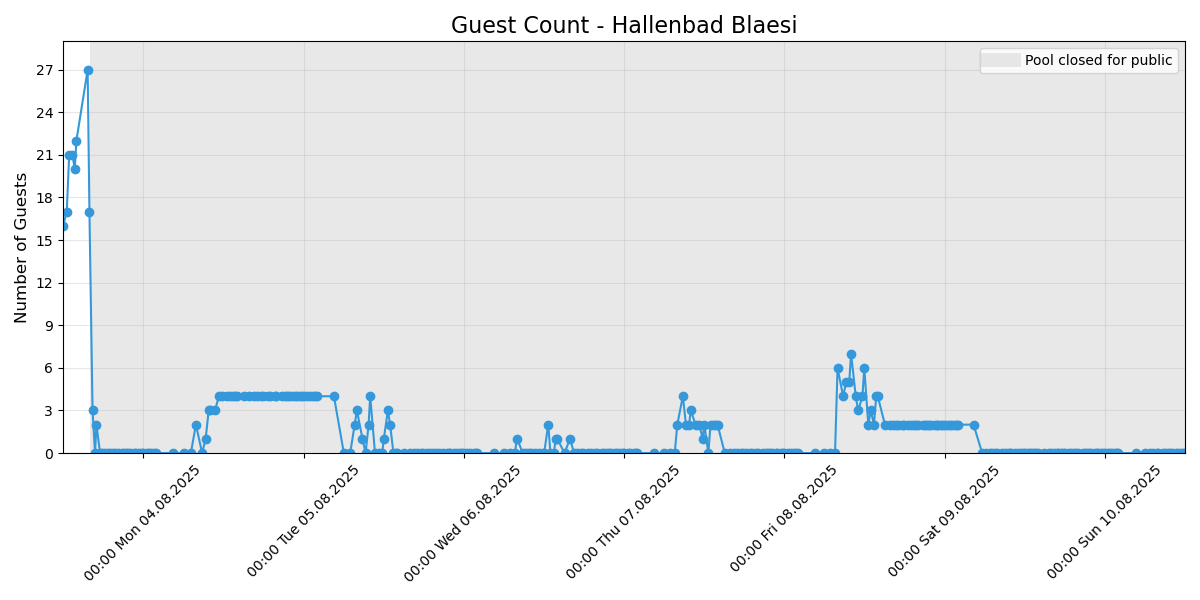 Guest Count - Hallenbad Blaesi
Pool closed for public
Number of Guests
27
24
21
18
15
12
9
6
3
0
00:00 Mon 04.08.2025
00:00 Tue 05.08.2025
00:00 Wed 06.08.2025
00:00 Thu 07.08.2025
00:00 Fri 08.08.2025
00:00 Sat 09.08.2025
00:00 Sun 10.08.2025